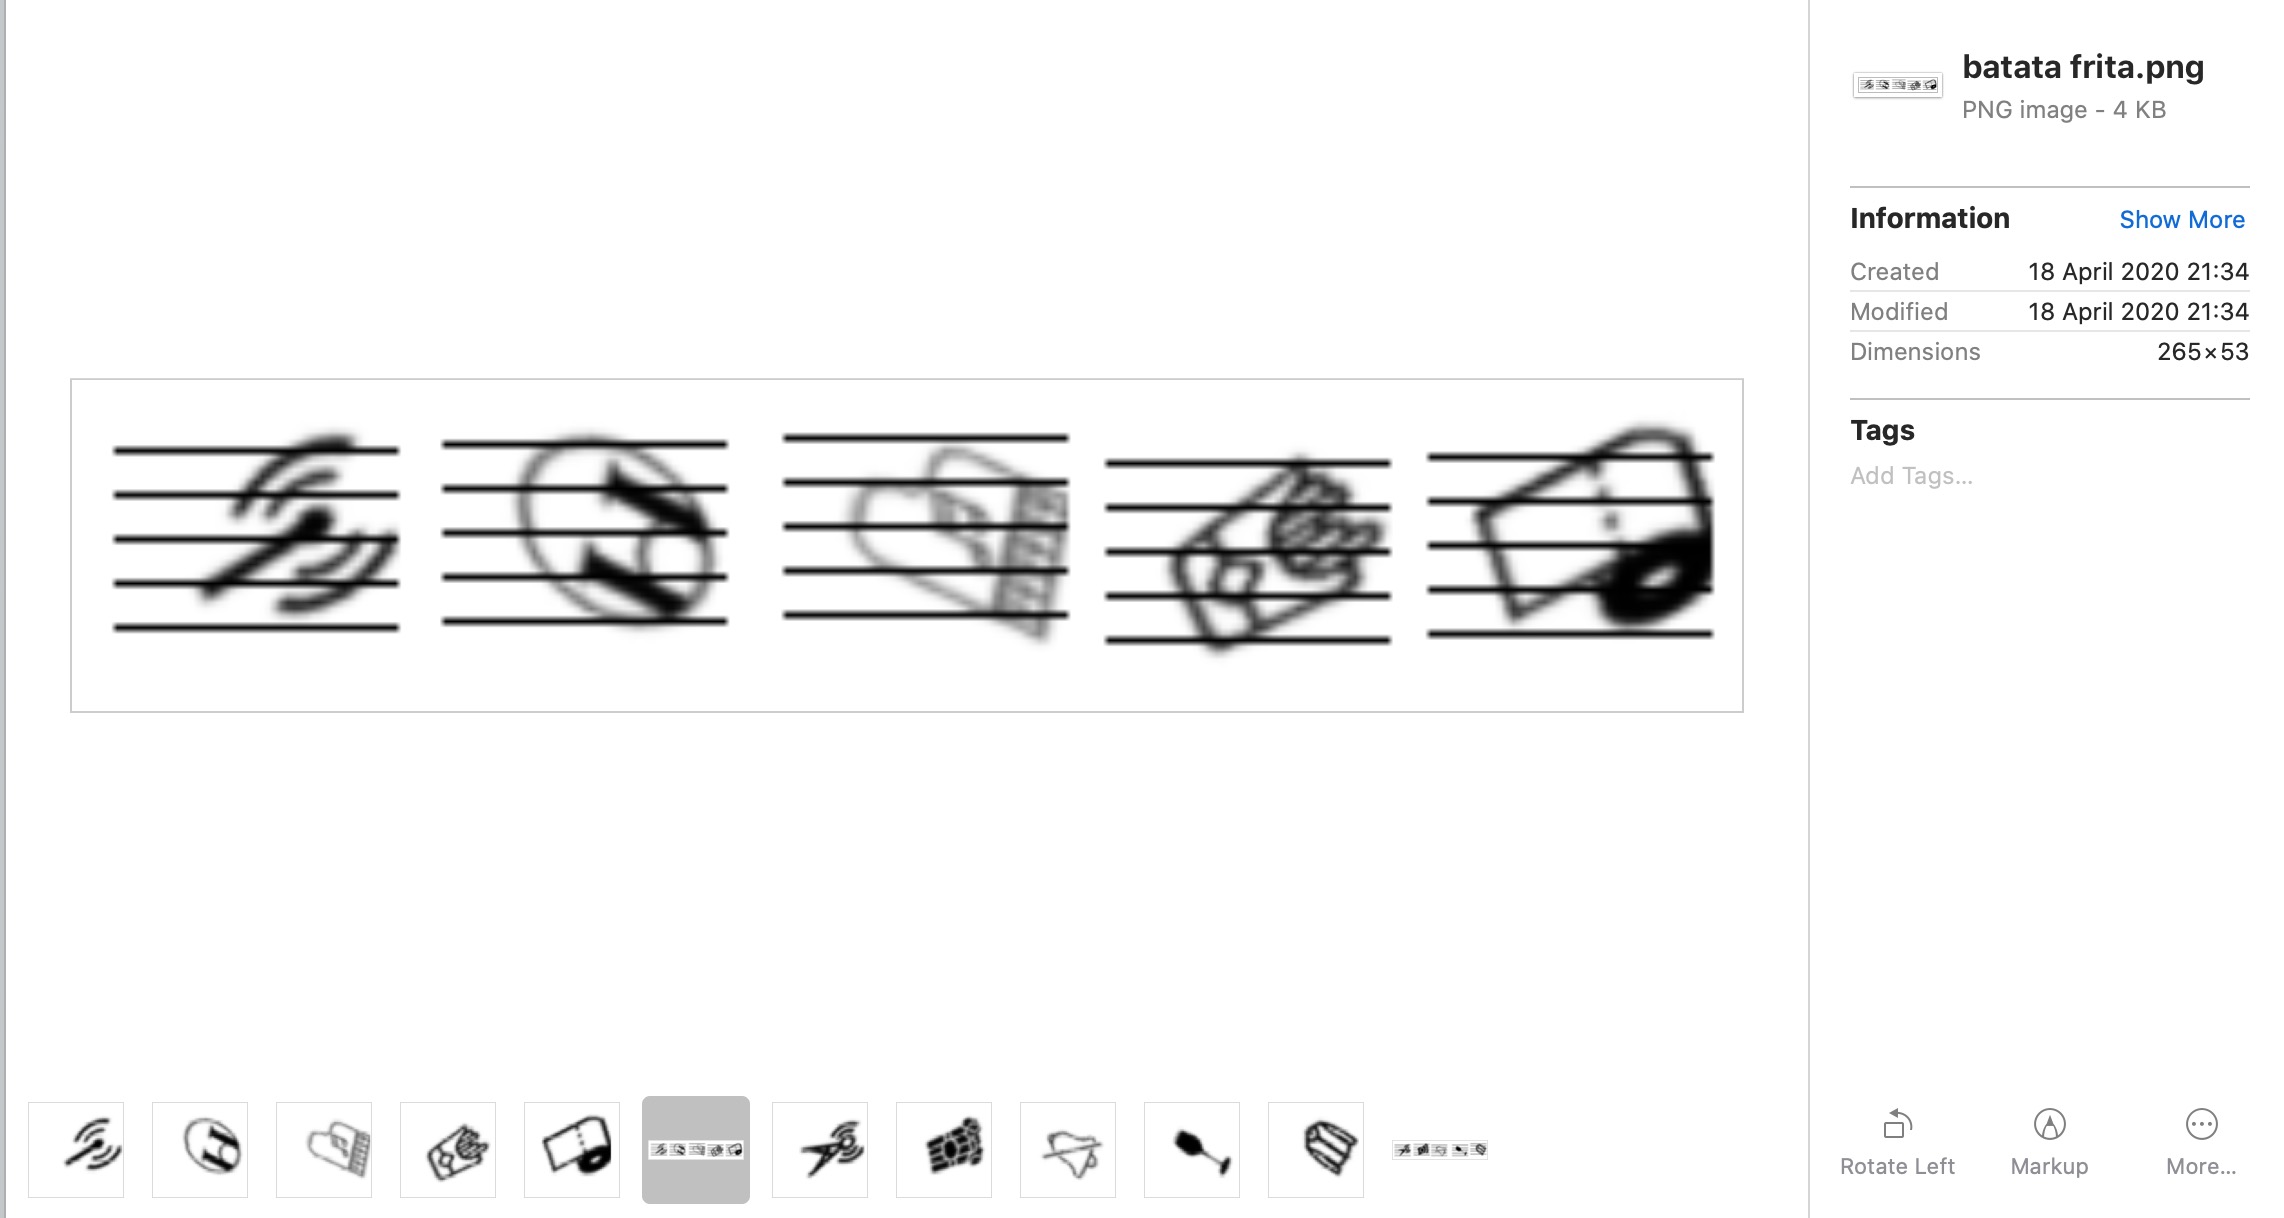 batata frita.png
PNG image - 4 KB
Information
Show More
Created
18 April 2020 21:34
Modified
18 April 2020 21:34
Dimensions
265×53
Tags
Add Tags...
Rotate Left
Markup
More...